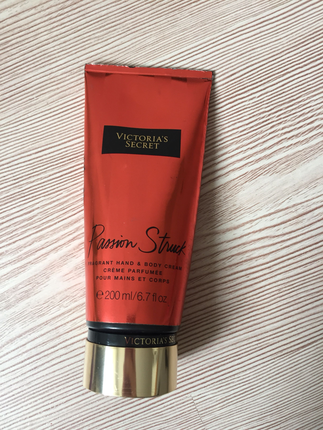 VICTORIA'S
SECRET
Passion Struck
FRAGRANT HAND & BODY CREAM
CRÈME PARFUMÉE
POUR MAINS ET CORPS
e 200 ml/6.7 fl oz
VICTORIA'S